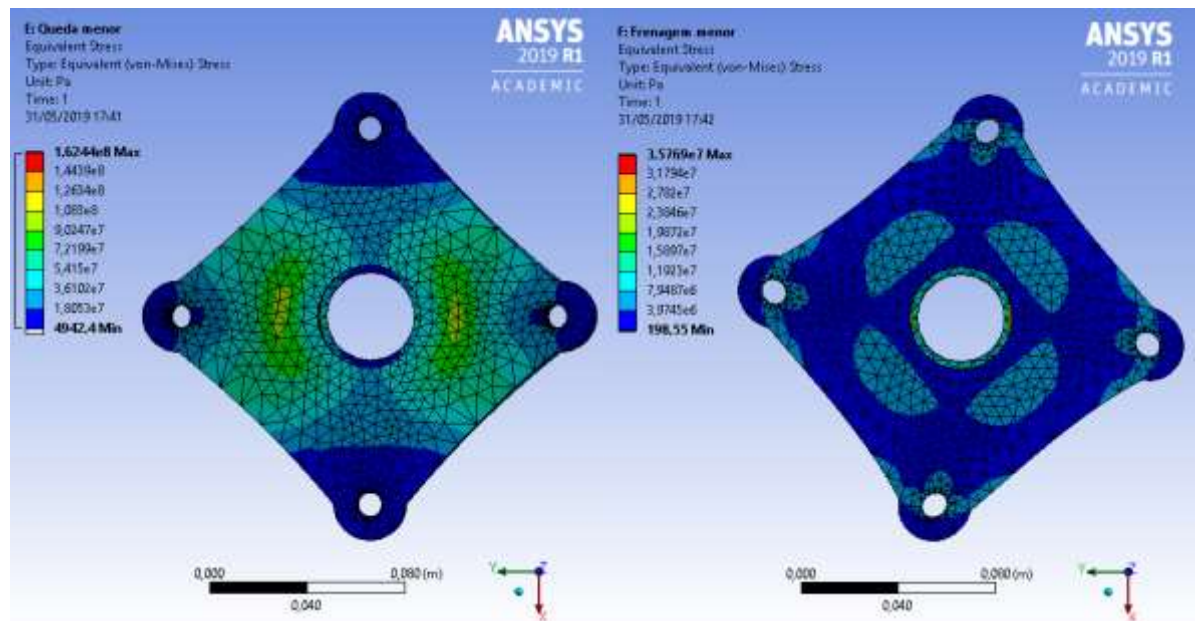 E: Queda menor
Equivalent Stress
Type: Equivalent (von-Mises) Stress
Unit: Pa
Time: 1
31/05/2019 17:41
1,6244e8 Max
1,4439e8
1,2634e8
1,083e8
9,0247e7
7,2199e7
5,415e7
3,6102e7
1,8053e7
4942,4 Min
ANSYS
2019 R1
ACADEMIC
0,000
0,080 (m)
0,040
Y
Z
X
F: Frenagem menor
Equivalent Stress
Type: Equivalent (von-Mises) Stress
Unit: Pa
Time: 1
31/05/2019 17:42
3,5769e7 Max
3,1794e7
2,782e7
2,3846e7
1,9872e7
1,5897e7
1,1923e7
7,9487e6
3,9745e6
198,55 Min
ANSYS
2019 R1
ACADEMIC
0,000
0,080 (m)
0,040
Y
Z
X